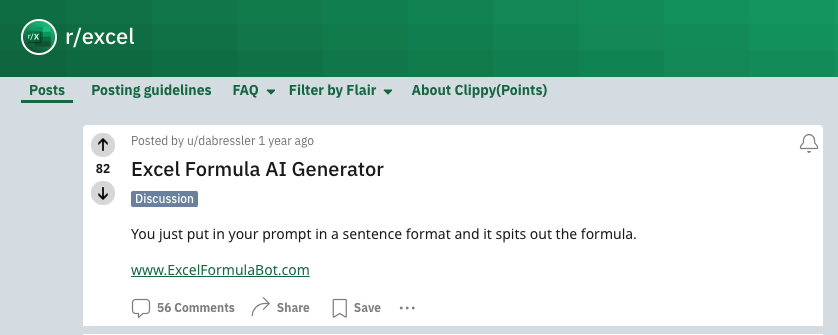 r/X r/excel
Posts Posting guidelines FAQ Filter by Flair About Clippy(Points)
Posted by u/dabressler 1 year ago
82 Excel Formula AI Generator
Discussion
You just put in your prompt in a sentence format and it spits out the formula.
www.ExcelFormulaBot.com
56 Comments Share Save ...